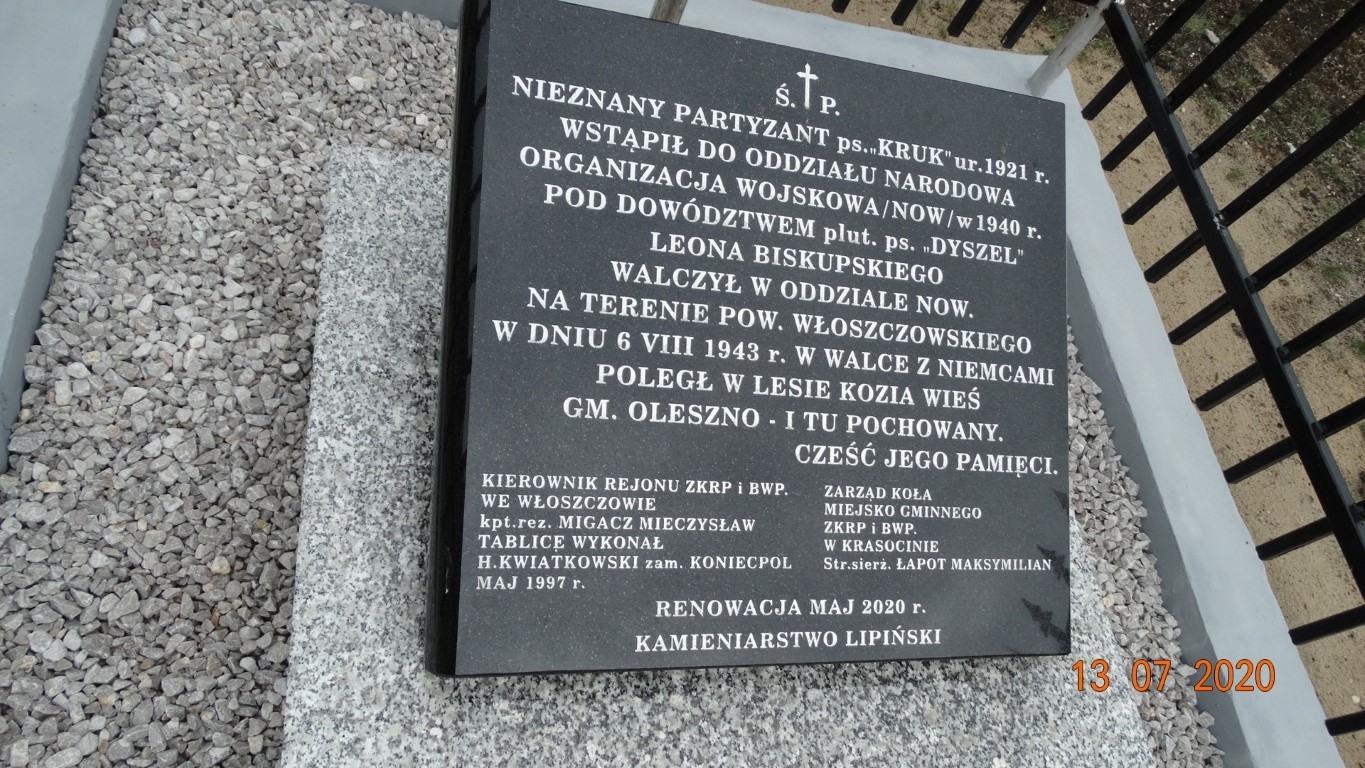 Ś. P.
NIEZNANY PARTYZANT ps.„KRUK" ur.1921 r.
WSTĄPIŁ DO ODDZIAŁU NARODOWA
ORGANIZACJA WOJSKOWA/NOW/w 1940 r.
POD DOWÓDZTWEM plut. ps. „DYSZEL"
LEONA BISKUPSKIEGO
WALCZYŁ W ODDZIALE NOW.
NA TERENIE POW. WŁOSZCZOWSKIEGO
W DNIU 6 VIII 1943 r. W WALCE Z NIEMCAMI
POLEGŁ W LESIE KOZIA WIEŚ
GM. OLESZNO - I TU POCHOWANY.
CZEŚĆ JEGO PAMIĘCI.
KIEROWNIK REJONU ZKRP i BWP.
WE WŁOSZCZOWIE
kpt.rez. MIGACZ MIECZYSŁAW
TABLICĘ WYKONAŁ
H.KWIATKOWSKI zam. KONIECPOL
MAJ 1997 r.
ZARZĄD KOŁA
MIEJSKO GMINNEGO
ZKRP i BWP.
W KRASOCINIE
Str.sierż. ŁAPOT MAKSYMILIAN
RENOWACJA MAJ 2020 r.
KAMIENIARSTWO LIPIŃSKI
13 07 2020